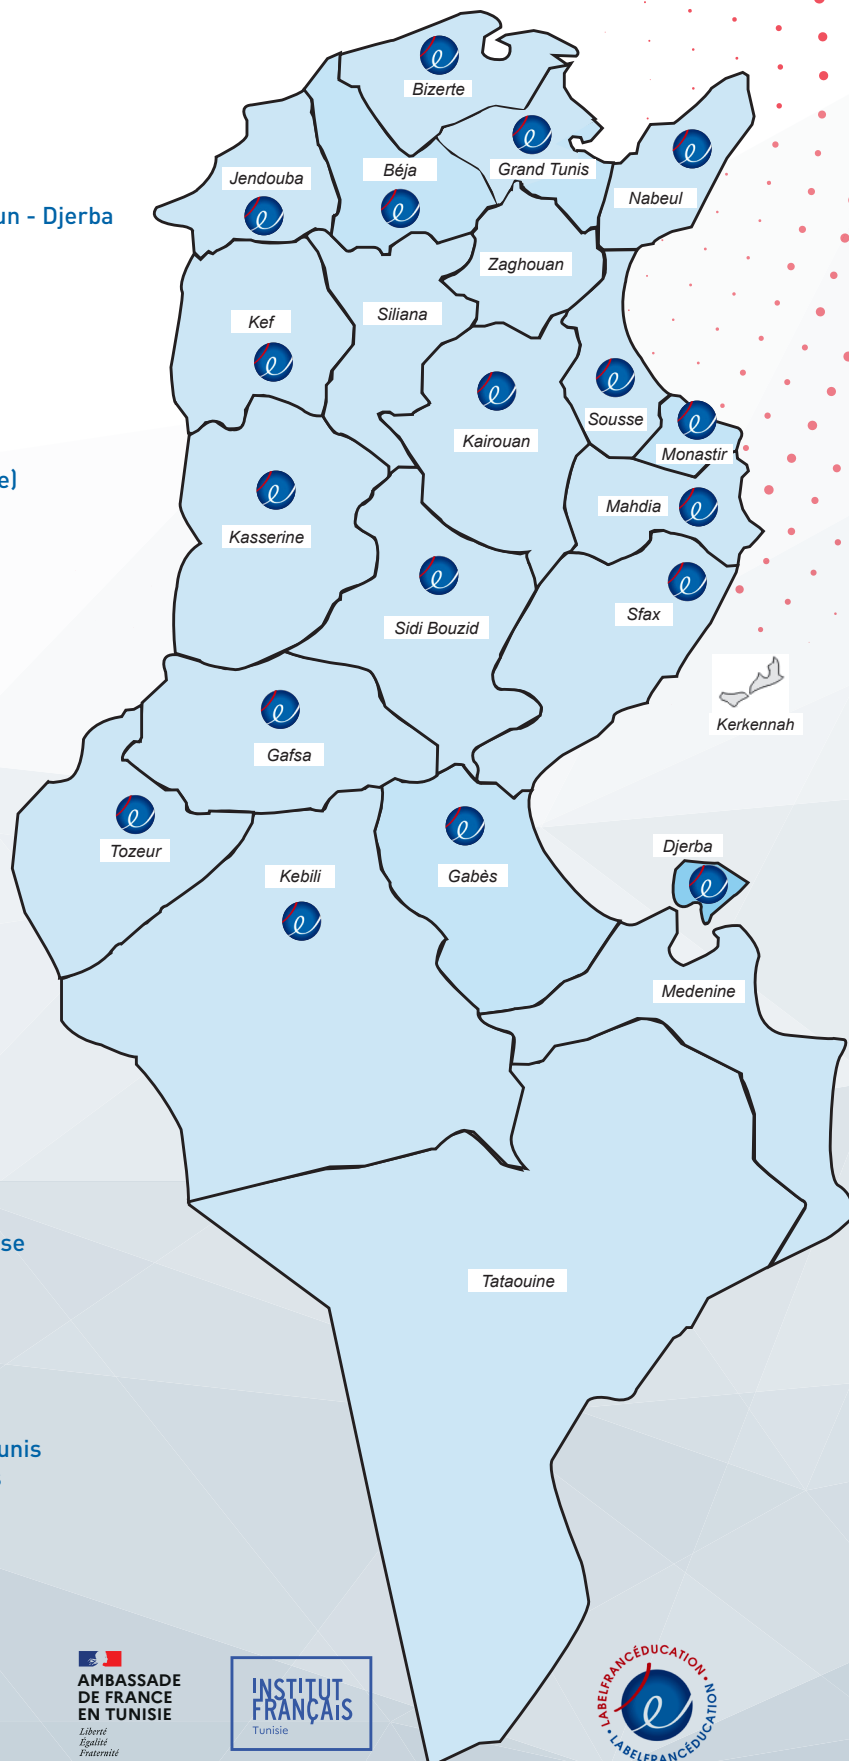 Bizerte
Grand Tunis
Béja
Jendouba
Nabeul
un - Djerba
Zaghouan
Siliana
Kef
Sousse
Kairouan
Monastir
e)
Mahdia
Kasserine
Sfax
Sidi Bouzid
Kerkennah
Gafsa
Djerba
Tozeur
Kebili
Gabès
Medenine
se
Tataouine
unis
AMBASSADE
DE FRANCE
EN TUNISIE
Liberté
Égalité
Fraternité
INSTITUT
FRANÇAIS
Tunisie
LABELFRANCÉDUCATION • LABELFRANCÉDUCATION •